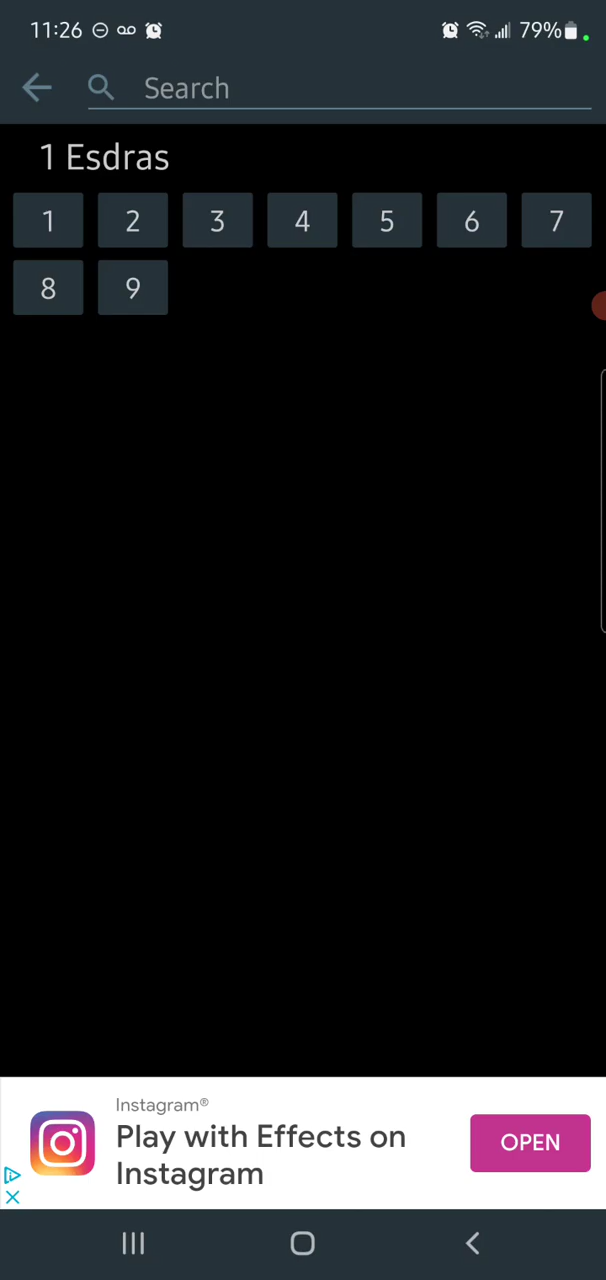 11:26 79%
Search
1 Esdras
1 2 3 4 5 6 7
8 9
Instagram®
Play with Effects on
Instagram
OPEN